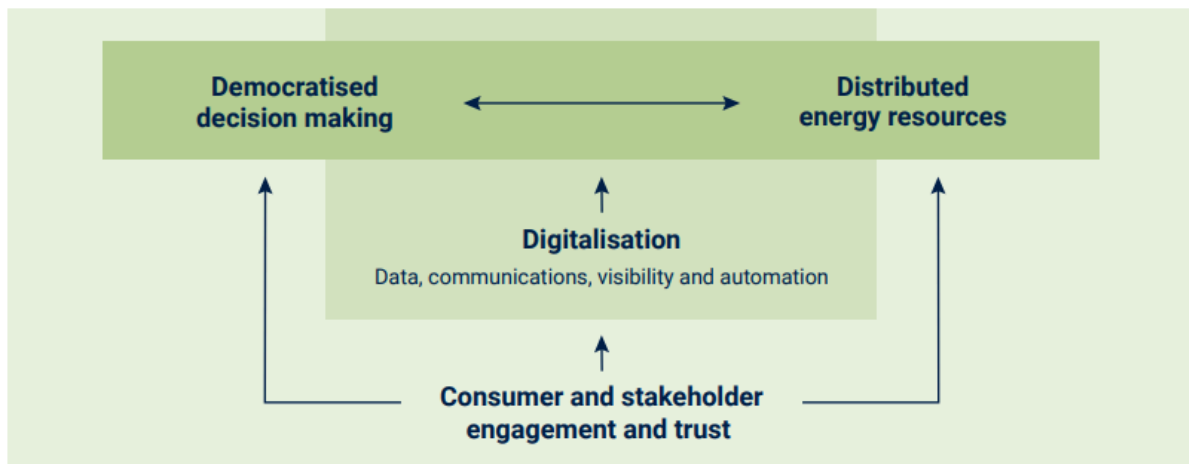 Democratised
decision making
Distributed
energy resources
Digitalisation
Data, communications, visibility and automation
Consumer and stakeholder
engagement and trust